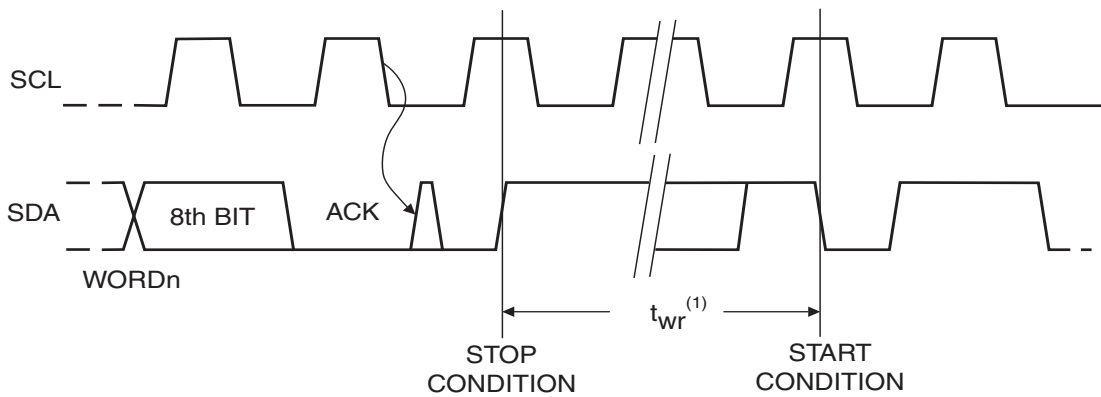 SCL
SDA
8th BIT
ACK
WORDn
twr(1)
STOP
CONDITION
START
CONDITION